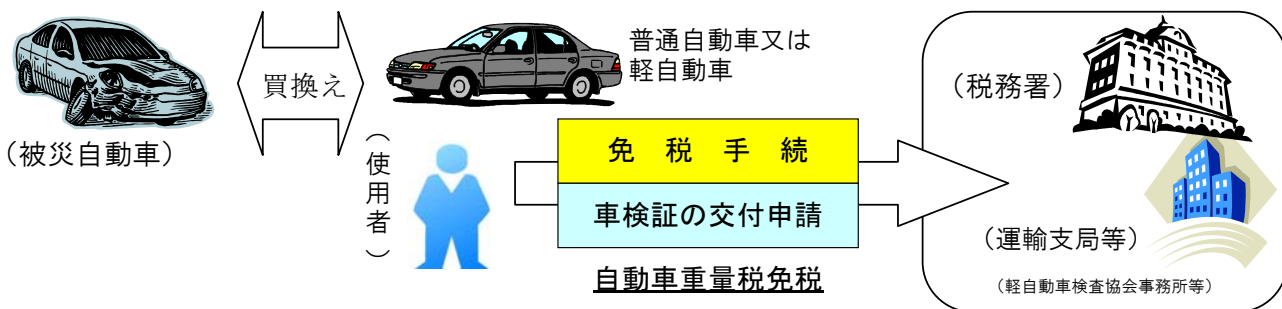 （被災自動車）
買換え
普通自動車又は
軽自動車
（使用者）
免税手続
車検証の交付申請
自動車重量税免税
（税務署）
（運輸支局等）
（軽自動車検査協会事務所等）